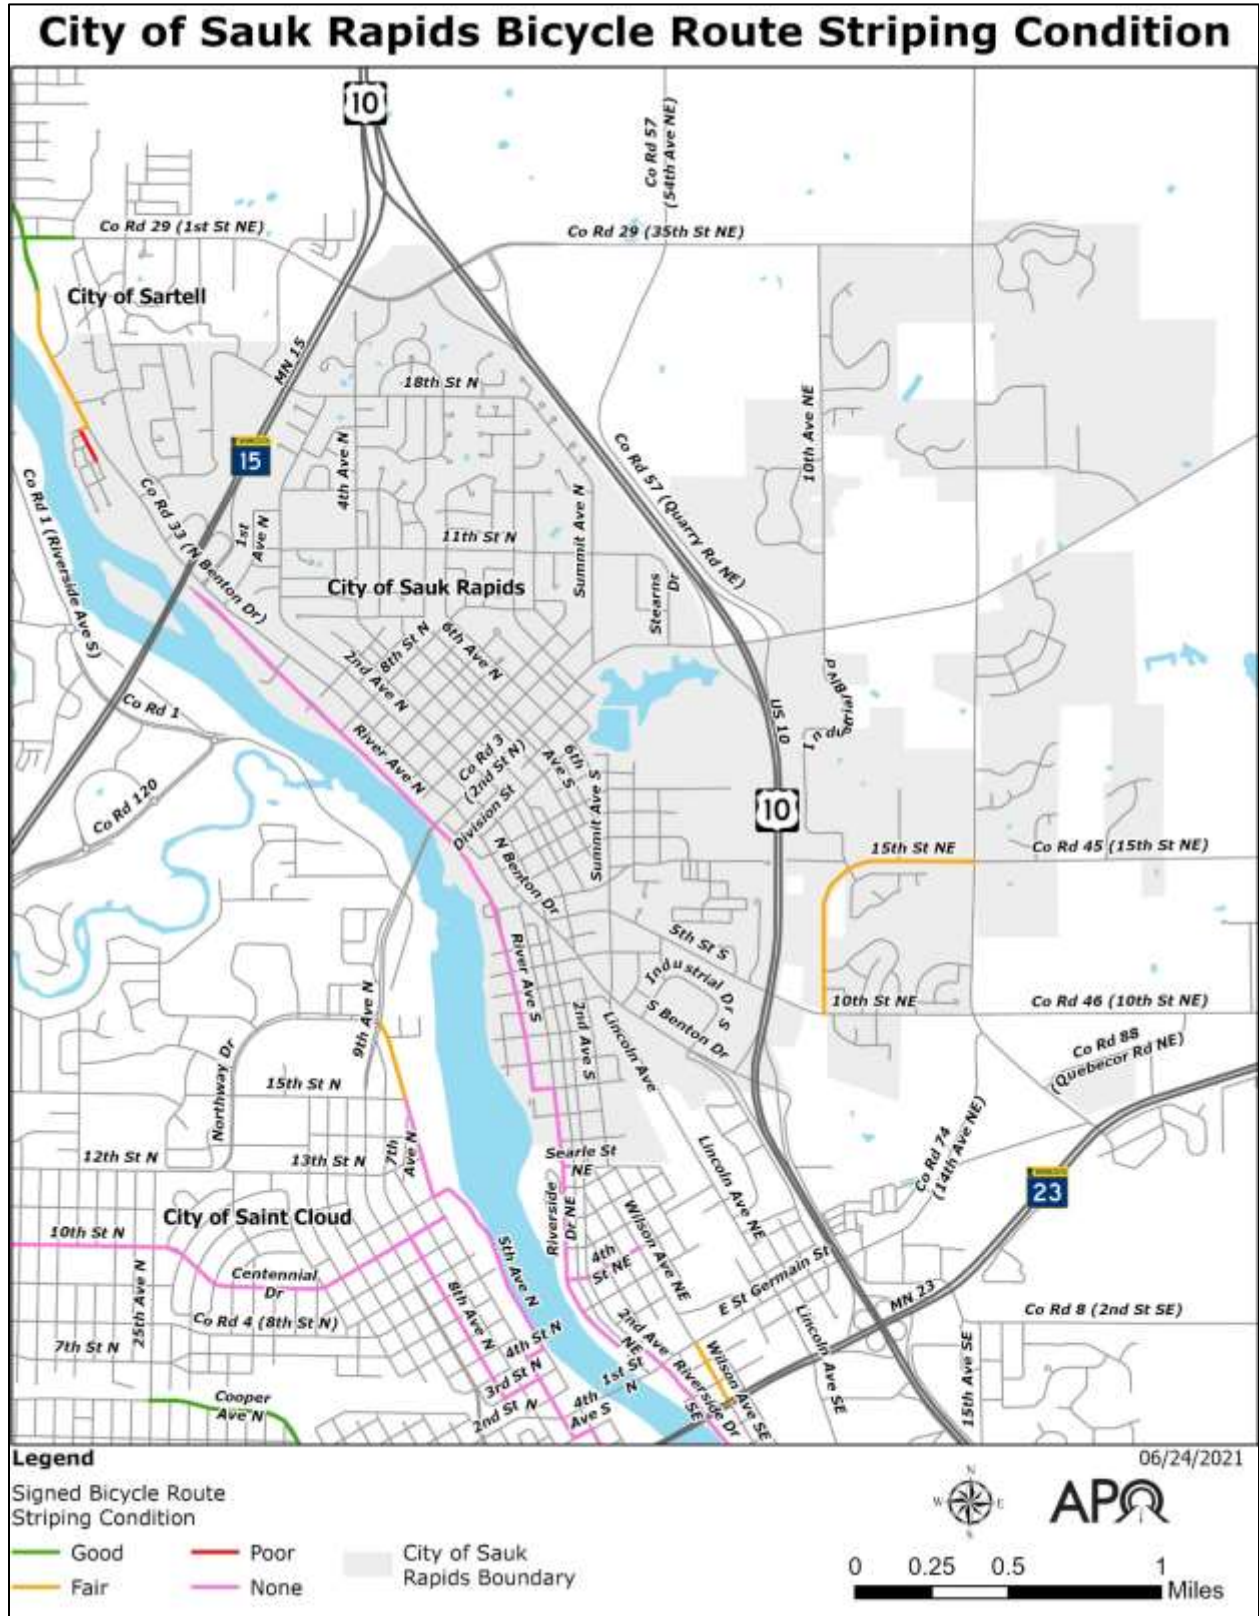 City of Sauk Rapids Bicycle Route Striping Condition
10
Co Rd 57
(54th Ave NE)
Co Rd 29 (1st St NE)
Co Rd 29 (35th St NE)
City of Sartell
MN 15
18th St N
15
4th Ave N
10th Ave NE
Co Rd 57 (Quarry Rd NE)
Co Rd 1 (Riverside Ave S)
Co Rd 33 (N Benton Dr)
1st
Ave N
11th St N
Summit Ave N
Stearns
Dr
City of Sauk Rapids
8th St N
6th Ave N
2nd Ave N
Industrial Blvd
Co Rd 1
US 10
River Ave N
Co Rd 3
(2nd St N)
6th
Ave S
Co Rd 120
Division St
Summit Ave S
10
N Benton Dr
15th St NE
Co Rd 45 (15th St NE)
5th St S
River Ave S
Industrial Dr S
10th St NE
Co Rd 46 (10th St NE)
9th Ave N
2nd Ave S
Lincoln Ave
S Benton Dr
Co Rd 88
(Quebecor Rd NE)
Northway Dr
15th St N
7th
Ave N
12th St N
13th St N
Searle St
NE
Lincoln Ave NE
Co Rd 74
(14th Ave NE)
23
City of Saint Cloud
10th St N
Riverside
Dr NE
Wilson Ave NE
5th Ave N
4th
St NE
Centennial
Dr
E St Germain St
25th Ave N
8th Ave N
MN 23
Co Rd 4 (8th St N)
Co Rd 8 (2nd St SE)
7th St N
4th St N
2nd Ave
NE
Lincoln Ave SE
15th Ave SE
3rd St N
1st St
N
Riverside Dr
SE
Wilson Ave SE
Cooper
Ave N
2nd St N
4th
Ave S
Legend
06/24/2021
Signed Bicycle Route
Striping Condition
Good
Poor
City of Sauk
Rapids Boundary
Fair
None
N
W
E
S
APO
0 0.25 0.5 1
Miles